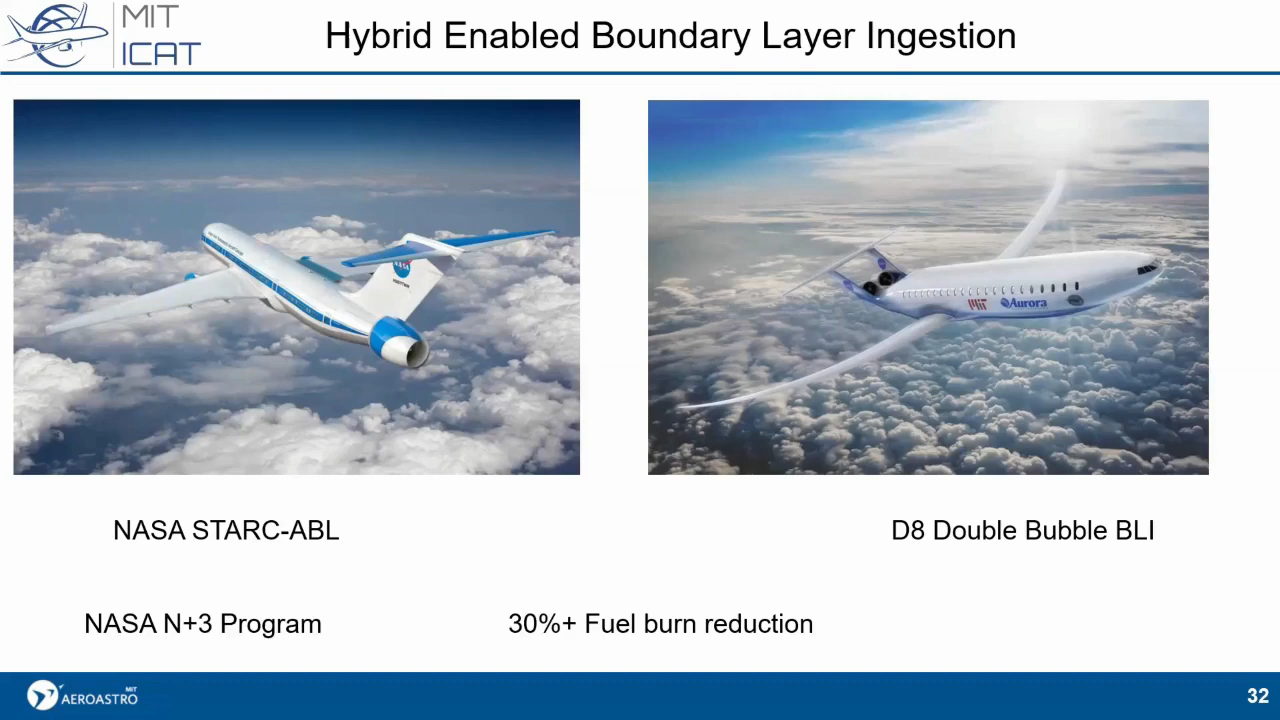 MIT
ICAT
Hybrid Enabled Boundary Layer Ingestion
NASA
MIT
Aurora
NASA STARC-ABL
D8 Double Bubble BLI
NASA N+3 Program
30%+ Fuel burn reduction
MIT
AEROASTRO
32